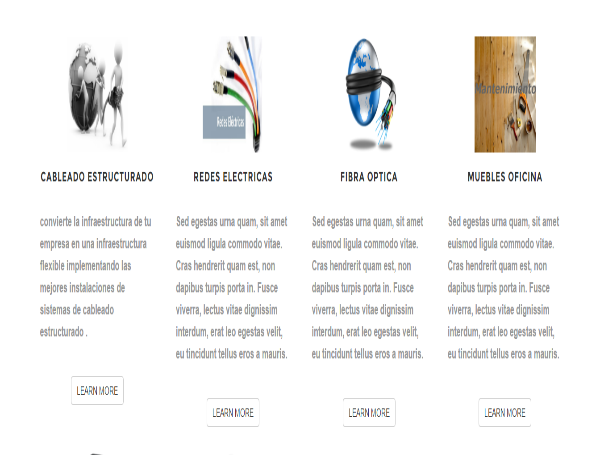 Redes Eléctricas
Mantenimiento
CABLEADO ESTRUCTURADO
REDES ELECTRICAS
FIBRA OPTICA
MUEBLES OFICINA
convierte la infraestructura de tu
empresa en una infraestructura
flexible implementando las
mejores instalaciones de
sistemas de cableado
estructurado .
LEARN MORE
Sed egestas urna quam, sit amet
euismod ligula commodo vitae.
Cras hendrerit quam est, non
dapibus turpis porta in. Fusce
viverra, lectus vitae dignissim
interdum, erat leo egestas velit,
eu tincidunt tellus eros a mauris.
LEARN MORE
Sed egestas urna quam, sit amet
euismod ligula commodo vitae.
Cras hendrerit quam est, non
dapibus turpis porta in. Fusce
viverra, lectus vitae dignissim
interdum, erat leo egestas velit,
eu tincidunt tellus eros a mauris.
LEARN MORE
Sed egestas urna quam, sit amet
euismod ligula commodo vitae.
Cras hendrerit quam est, non
dapibus turpis porta in. Fusce
viverra, lectus vitae dignissim
interdum, erat leo egestas velit,
eu tincidunt tellus eros a mauris.
LEARN MORE